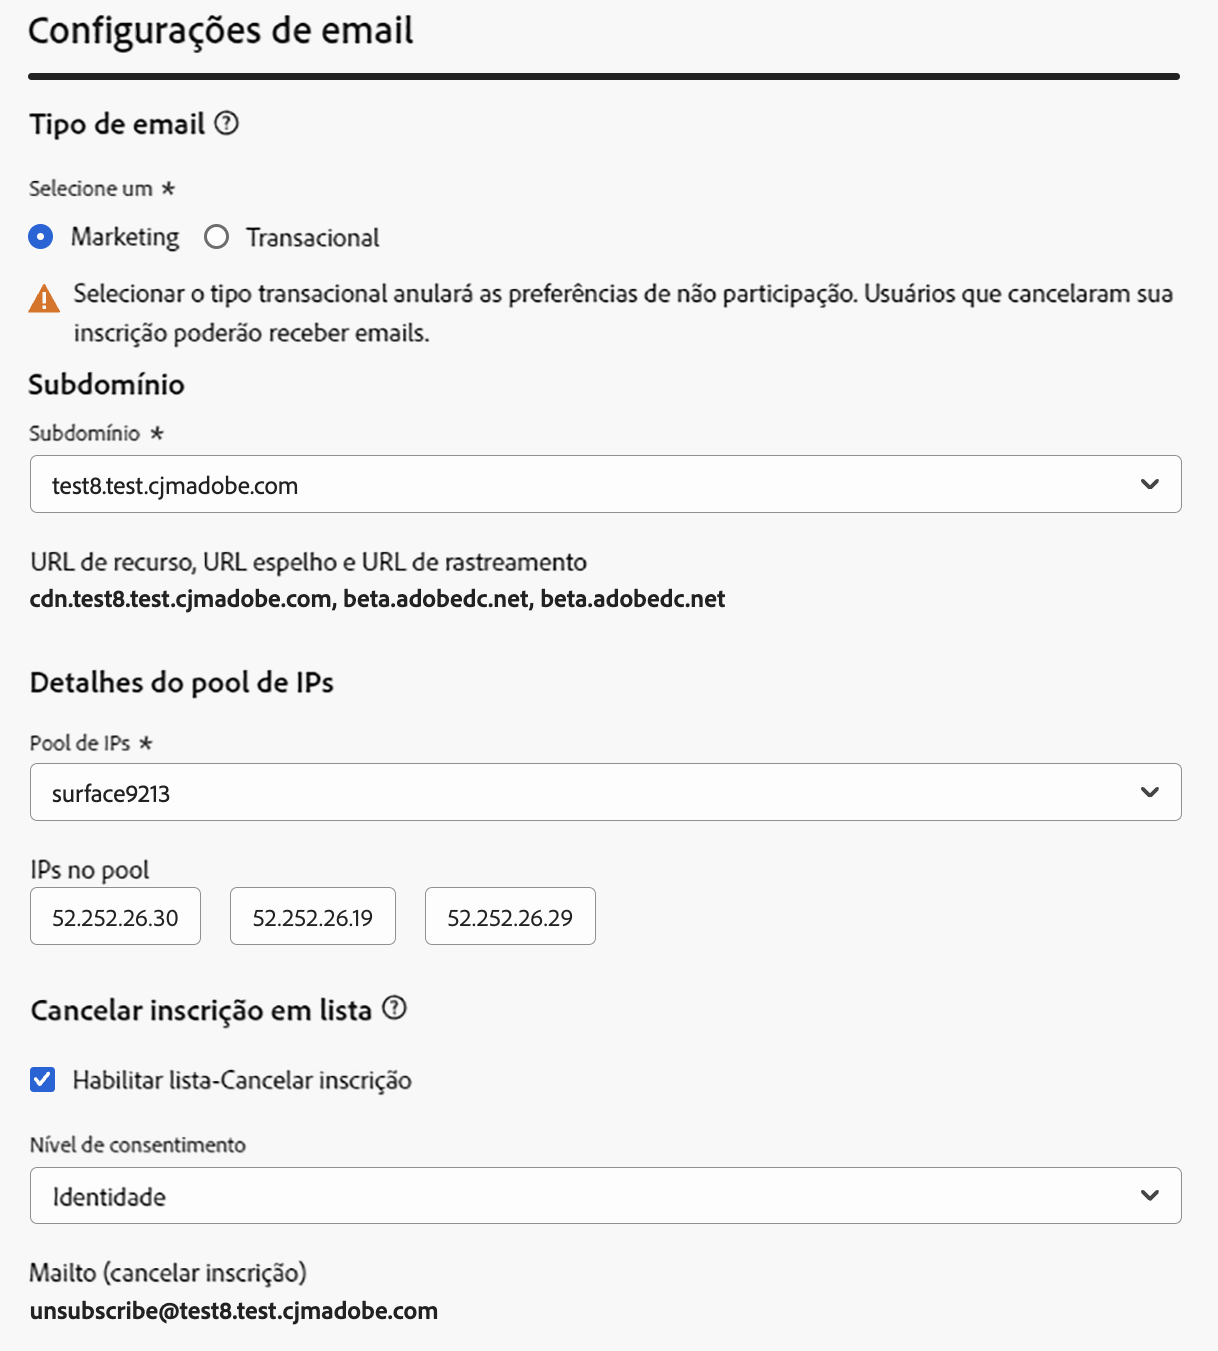 Configurações de email
Tipo de email
Selecione um *
Marketing Transacional
Selecionar o tipo transacional anulará as preferências de não participação. Usuários que cancelaram sua
inscrição poderão receber emails.
Subdomínio
Subdomínio *
test8.test.cjmadobe.com
URL de recurso, URL espelho e URL de rastreamento
cdn.test8.test.cjmadobe.com, beta.adobedc.net, beta.adobedc.net
Detalhes do pool de IPs
Pool de IPs *
surface9213
IPs no pool
52.252.26.30 52.252.26.19 52.252.26.29
Cancelar inscrição em lista
Habilitar lista-Cancelar inscrição
Nível de consentimento
Identidade
Mailto (cancelar inscrição)
unsubscribe@test8.test.cjmadobe.com